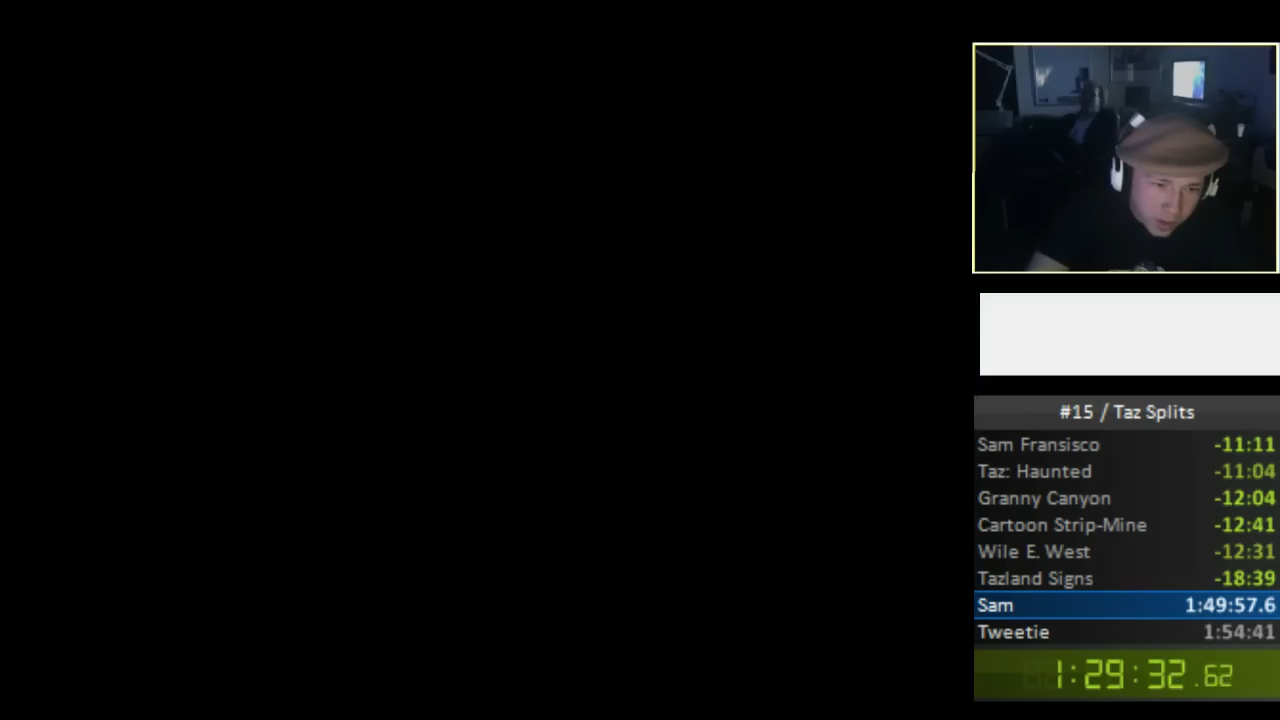 #15 / Taz Splits
Sam Fransisco -11:11
Taz: Haunted -11:04
Granny Canyon -12:04
Cartoon Strip-Mine -12:41
Wile E. West -12:31
Tazland Signs -18:39
Sam 1:49:57.6
Tweetie 1:54:41
1:29:32.62